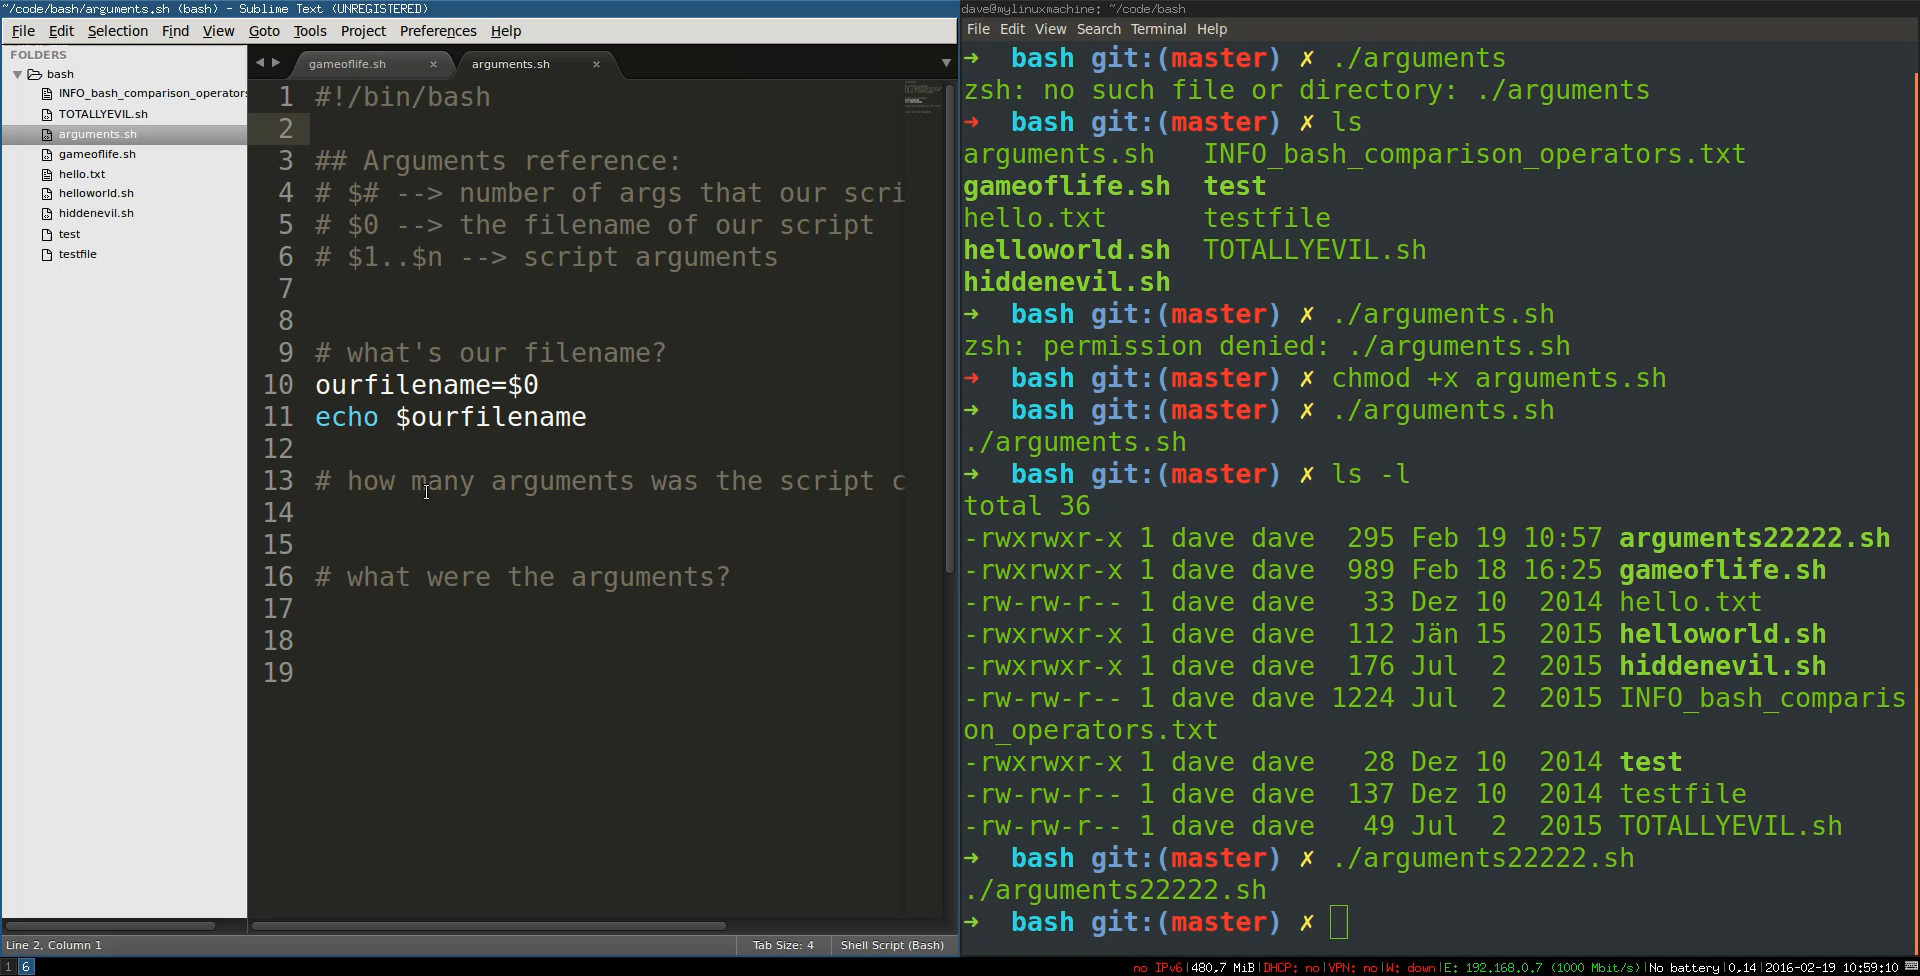 ~/code/bash/arguments.sh (bash) - Sublime Text (UNREGISTERED)
File Edit Selection Find View Goto Tools Project Preferences Help
FOLDERS
bash
INFO_bash_comparison_operators
TOTALLYEVIL.sh
arguments.sh
gameoflife.sh
hello.txt
helloworld.sh
hiddenevil.sh
test
testfile
gameoflife.sh × arguments.sh ×
1 #!/bin/bash
2
3 ## Arguments reference:
4 # $# --> number of args that our scri
5 # $0 --> the filename of our script
6 # $1..$n --> script arguments
7
8
9 # what's our filename?
10 ourfilename=$0
11 echo $ourfilename
12
13 # how many arguments was the script c
14
15
16 # what were the arguments?
17
18
19
Line 2, Column 1 Tab Size: 4 Shell Script (Bash)
dave@mylinuxmachine: ~/code/bash
File Edit View Search Terminal Help
➜ bash git:(master) ✗ ./arguments
zsh: no such file or directory: ./arguments
➜ bash git:(master) ✗ ls
arguments.sh INFO_bash_comparison_operators.txt
gameoflife.sh test
hello.txt testfile
helloworld.sh TOTALLYEVIL.sh
hiddenevil.sh
➜ bash git:(master) ✗ ./arguments.sh
zsh: permission denied: ./arguments.sh
➜ bash git:(master) ✗ chmod +x arguments.sh
➜ bash git:(master) ✗ ./arguments.sh
./arguments.sh
➜ bash git:(master) ✗ ls -l
total 36
-rwxrwxr-x 1 dave dave 295 Feb 19 10:57 arguments22222.sh
-rwxrwxr-x 1 dave dave 989 Feb 18 16:25 gameoflife.sh
-rw-rw-r-- 1 dave dave 33 Dez 10 2014 hello.txt
-rwxrwxr-x 1 dave dave 112 Jän 15 2015 helloworld.sh
-rwxrwxr-x 1 dave dave 176 Jul 2 2015 hiddenevil.sh
-rw-rw-r-- 1 dave dave 1224 Jul 2 2015 INFO_bash_comparis
on_operators.txt
-rwxrwxr-x 1 dave dave 28 Dez 10 2014 test
-rw-rw-r-- 1 dave dave 137 Dez 10 2014 testfile
-rw-rw-r-- 1 dave dave 49 Jul 2 2015 TOTALLYEVIL.sh
➜ bash git:(master) ✗ ./arguments22222.sh
./arguments22222.sh
➜ bash git:(master) ✗
1 6
no IPv6|480,7 MiB|DHCP: no|VPN: no|W: down|E: 192.168.0.7 (1000 Mbit/s)|No battery|0,14|2016-02-19 10:59:10